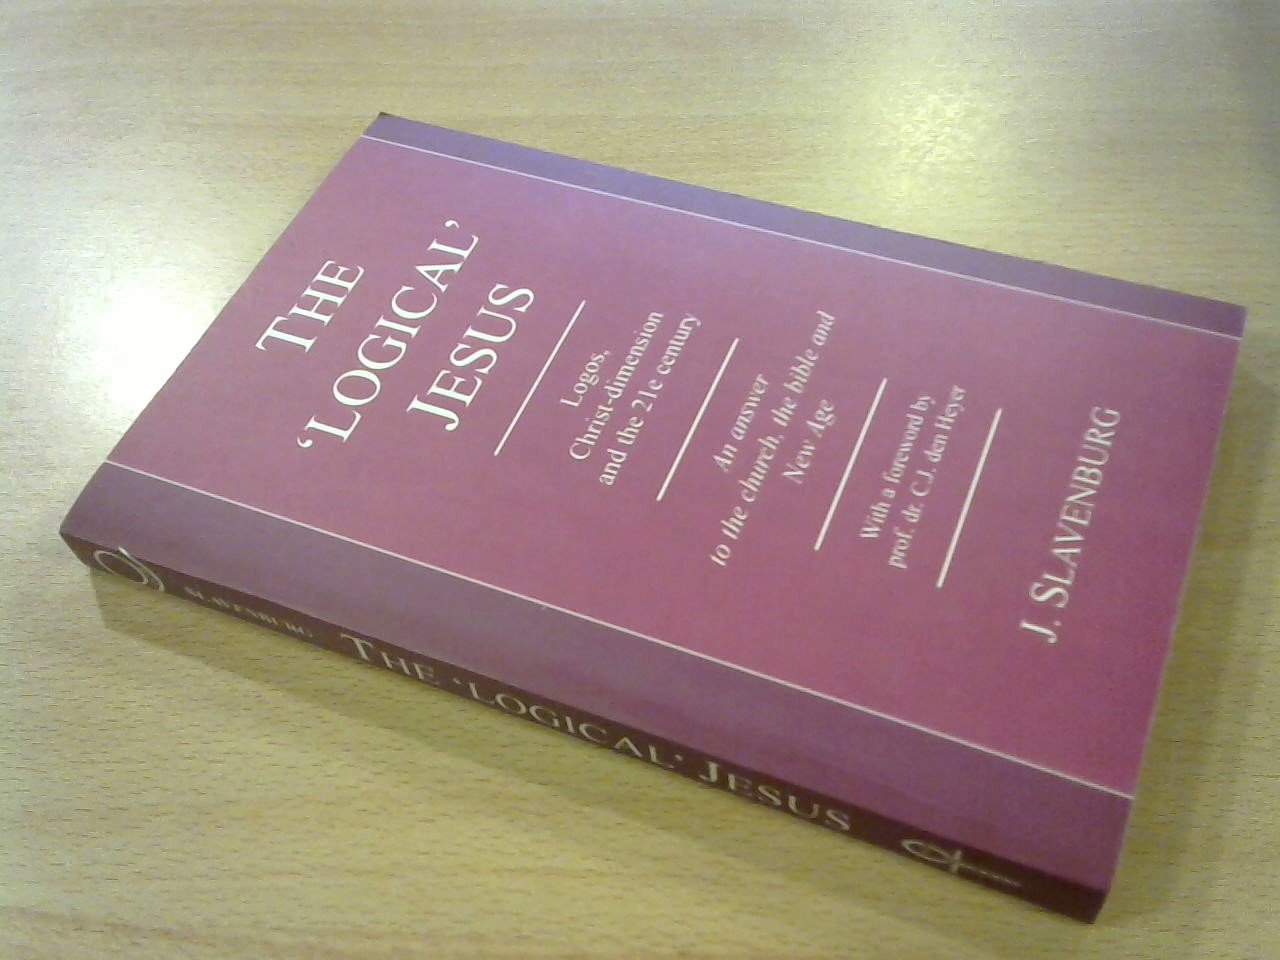 THE
‘LOGICAL’
JESUS
Logos,
Christ-dimension
and the 21e century
An answer
to the church, the bible and
New Age
With a foreword by
prof. dr. C.J. den Heyer
J. SLAVENBURG
SLAVENBURG THE ‘LOGICAL’ JESUS